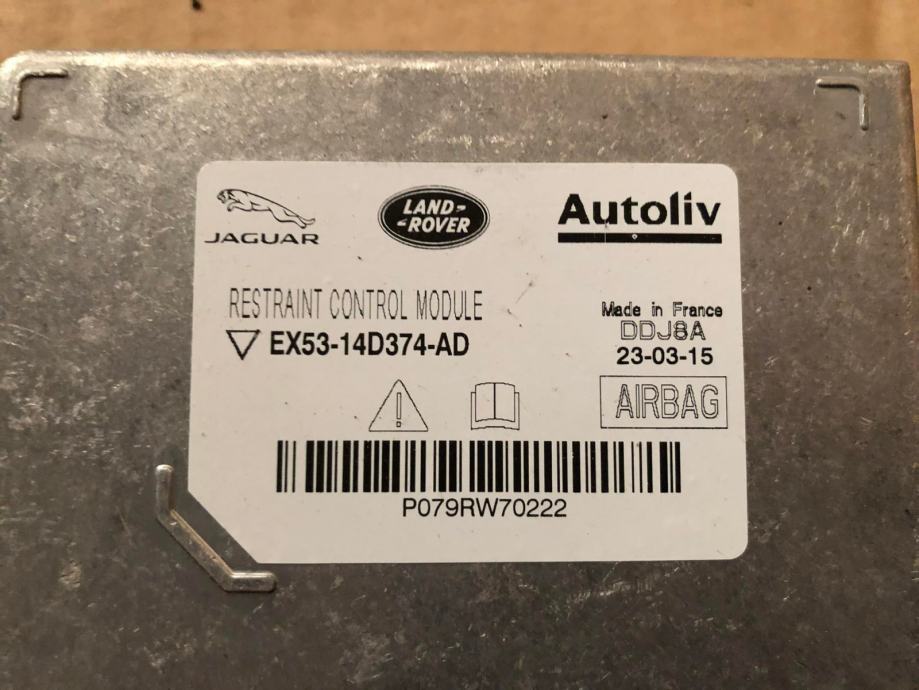 JAGUAR
LAND-
-ROVER
Autoliv
RESTRAINT CONTROL MODULE
EX53-14D374-AD
Made in France
DDJ8A
23-03-15
AIRBAG
P079RW70222